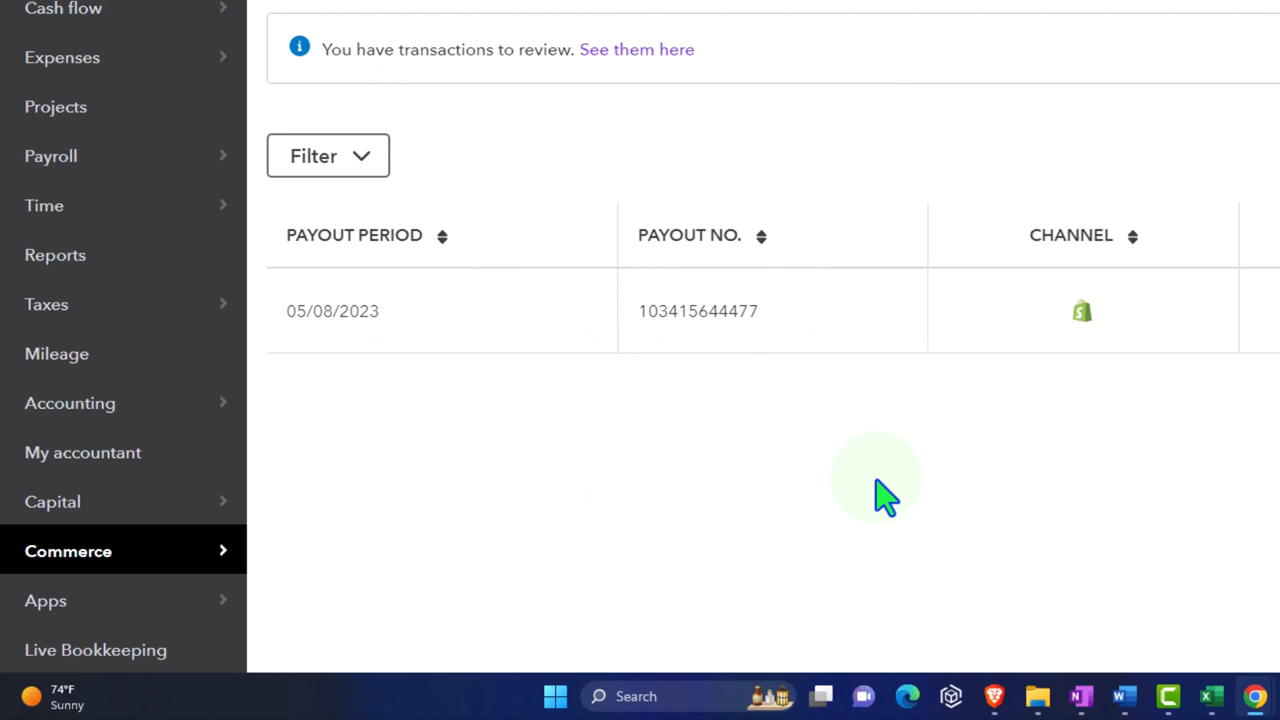 Cash flow
Expenses
Projects
Payroll
Time
Reports
Taxes
Mileage
Accounting
My accountant
Capital
Commerce
Apps
Live Bookkeeping
You have transactions to review. See them here
Filter
PAYOUT PERIOD PAYOUT NO. CHANNEL
05/08/2023 103415644477
74°F
Sunny
Search